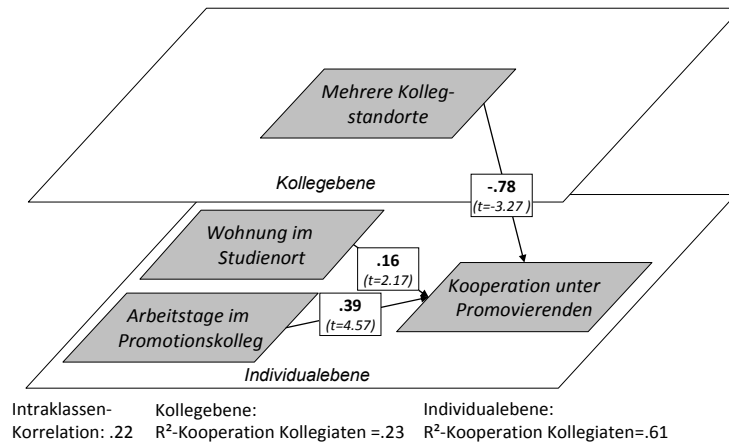 Mehrere Kolleg-
standorte
Kollegebene
-.78
(t=-3.27 )
Wohnung im
Studienort
.16
(t=2.17)
Kooperation unter
Promovierenden
.39
(t=4.57)
Arbeitstage im
Promotionskolleg
Individualebene
Intraklassen-
Korrelation: .22
Kollegebene:
R²-Kooperation Kollegiaten =.23
Individualebene:
R²-Kooperation Kollegiaten=.61